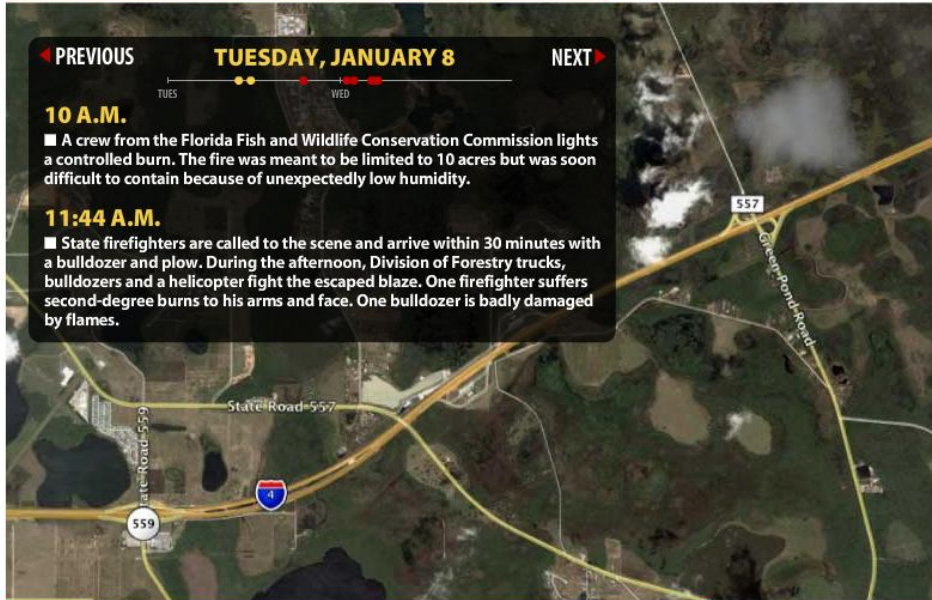 PREVIOUS
TUESDAY, JANUARY 8
NEXT
TUES
WED
10 A.M.
■ A crew from the Florida Fish and Wildlife Conservation Commission lights
a controlled burn. The fire was meant to be limited to 10 acres but was soon
difficult to contain because of unexpectedly low humidity.
11:44 A.M.
■ State firefighters are called to the scene and arrive within 30 minutes with
a bulldozer and plow. During the afternoon, Division of Forestry trucks,
bulldozers and a helicopter fight the escaped blaze. One firefighter suffers
second-degree burns to his arms and face. One bulldozer is badly damaged
by flames.
557
Green Pond Road
State Road 557
State Road 559
4
559